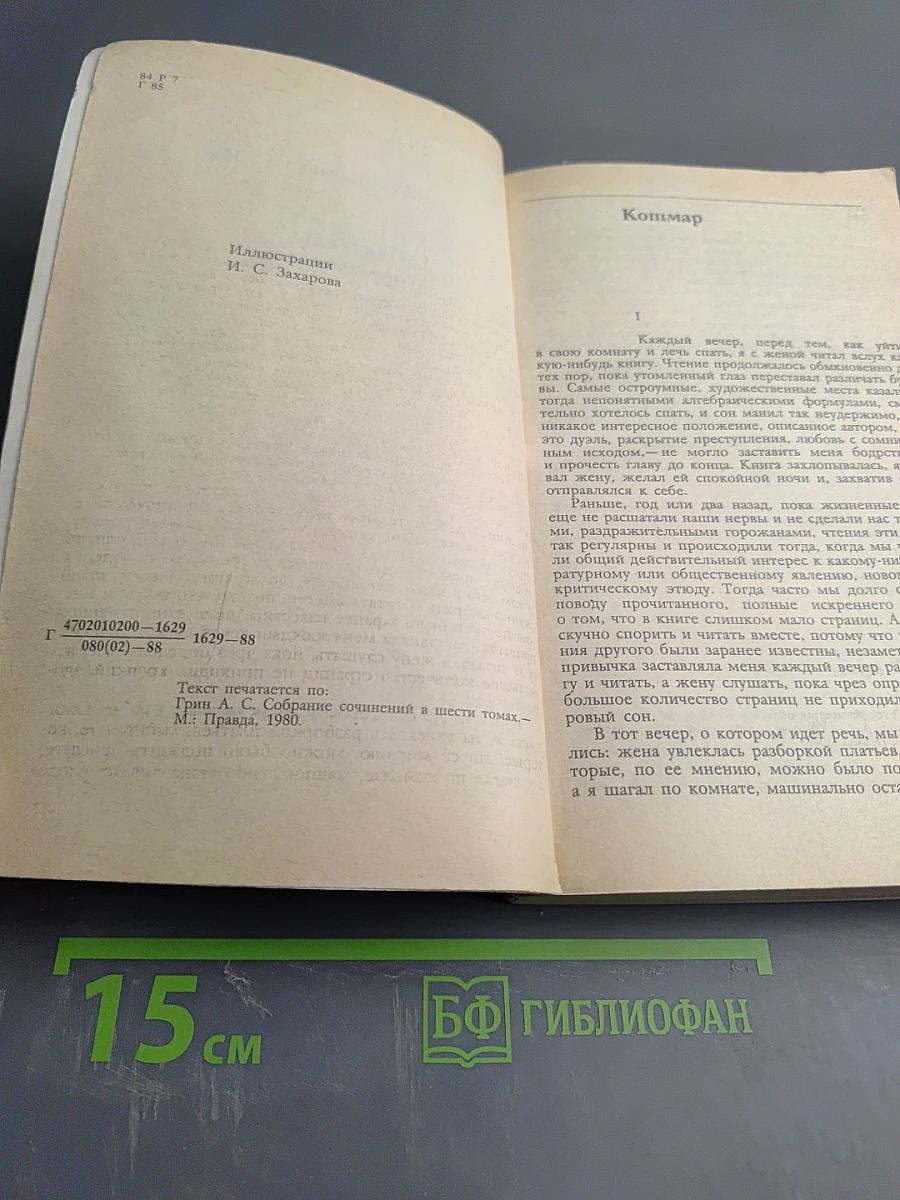 84 Р 7
Г 85
Иллюстрации
И. С. Захарова
Г 4702010200—1629 1629—88
080(02)—88
Текст печатается по:
Грин А. С. Собрание сочинений в шести томах.—
М.: Правда, 1980.
Кошмар
I
Каждый вечер, перед тем, как уйти
в свою комнату и лечь спать, я с женой читал вслух
кую-нибудь книгу. Чтение продолжалось обыкновенно
тех пор, пока утомленный глаз переставал различать бу
вы. Самые остроумные, художественные места казал
тогда непонятными алгебраическими формулами, см
тельно хотелось спать, и сон манил так неудержимо,
никакое интересное положение, описанное автором,
это дуэль, раскрытие преступления, любовь с сомни
ным исходом,— не могло заставить меня бодрст
и прочесть главу до конца. Книга захлопывалась, я
вал жену, желал ей спокойной ночи и, захватив
отправлялся к себе.
Раньше, год или два назад, пока жизненные
еще не расшатали наши нервы и не сделали нас т
ми, раздражительными горожанами, чтения эти
так регулярны и происходили тогда, когда мы ч
ли общий действительный интерес к какому-ни
ратурному или общественному явлению, новом
критическому этюду. Тогда часто мы долго с
поводу прочитанного, полные искреннего
о том, что в книге слишком мало страниц. А
скучно спорить и читать вместе, потому что
ния другого были заранее известны, незамет
привычка заставляла меня каждый вечер ра
гу и читать, а жену слушать, пока чрез опр
большое количество страниц не приходил
ровый сон.
В тот вечер, о котором идет речь, мы
лись: жена увлеклась разборкой платьев,
торые, по ее мнению, можно было по
а я шагал по комнате, машинально оста
15 см
БФ ГИБЛИОФАН